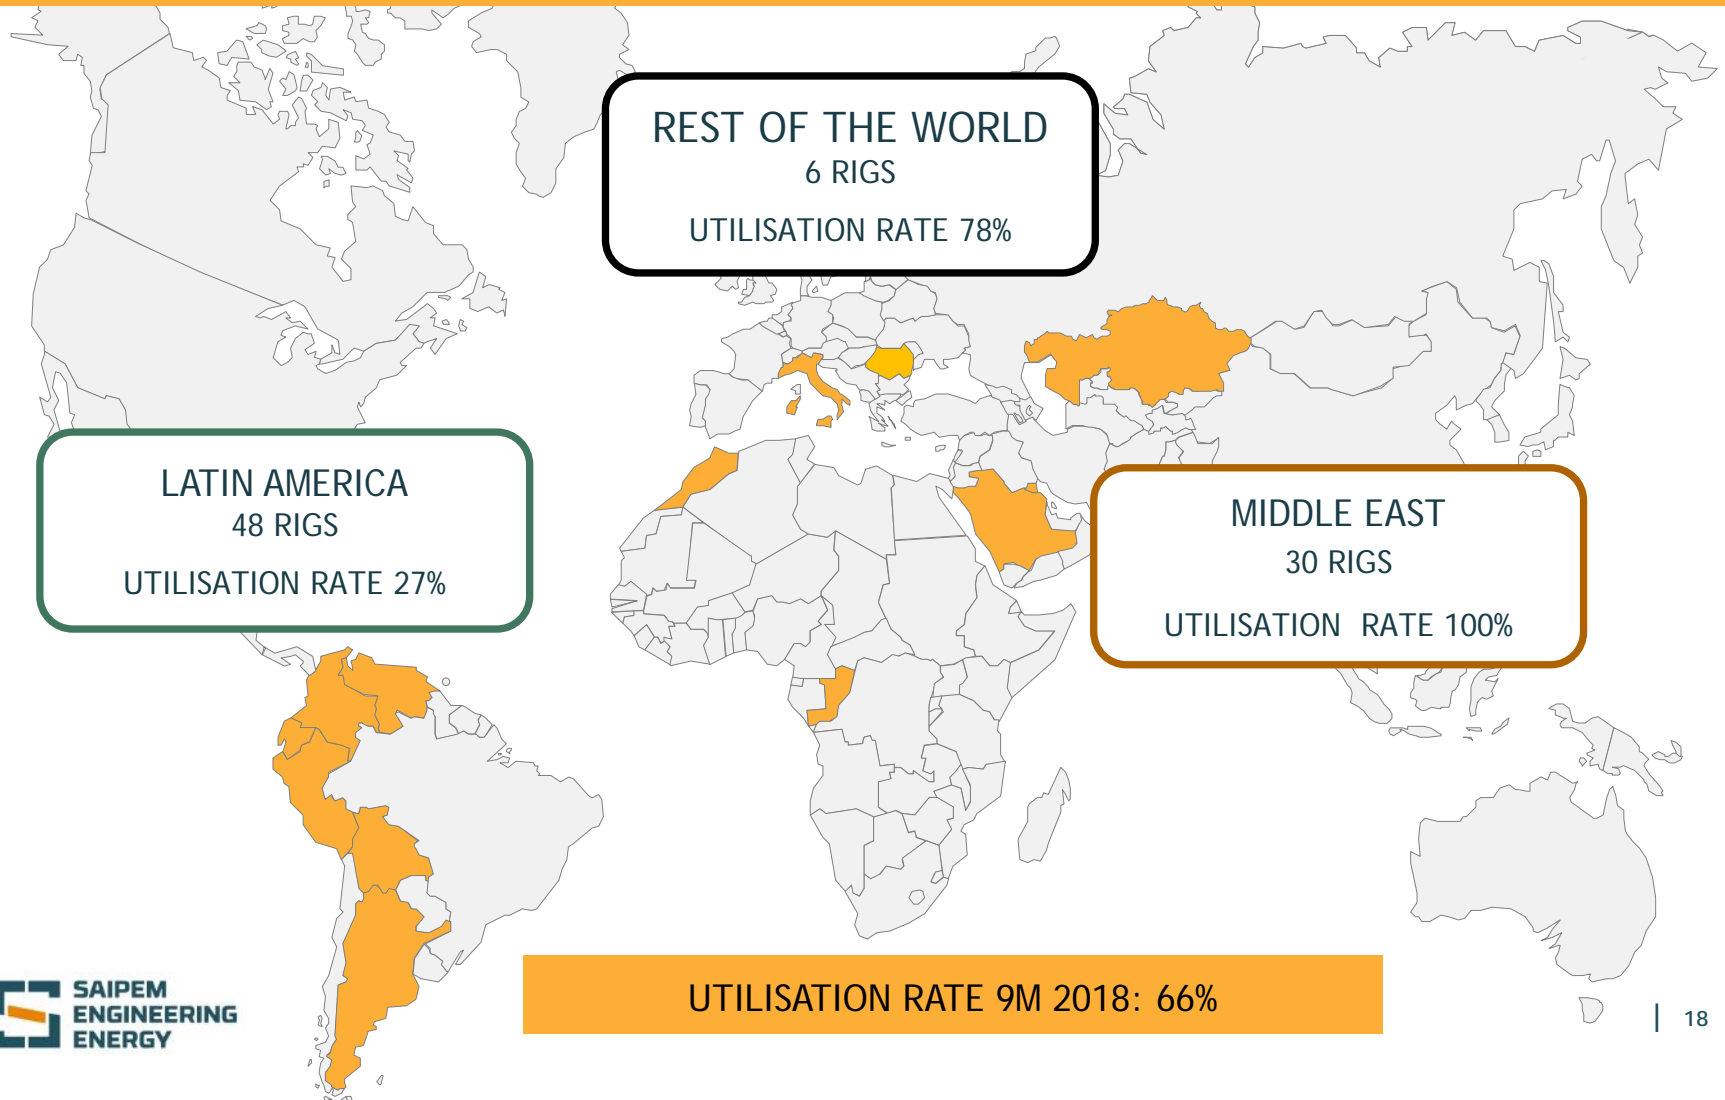 REST OF THE WORLD
6 RIGS
UTILISATION RATE 78%
LATIN AMERICA
48 RIGS
UTILISATION RATE 27%
MIDDLE EAST
30 RIGS
UTILISATION RATE 100%
UTILISATION RATE 9M 2018: 66%
SAIPEM
ENGINEERING
ENERGY
18